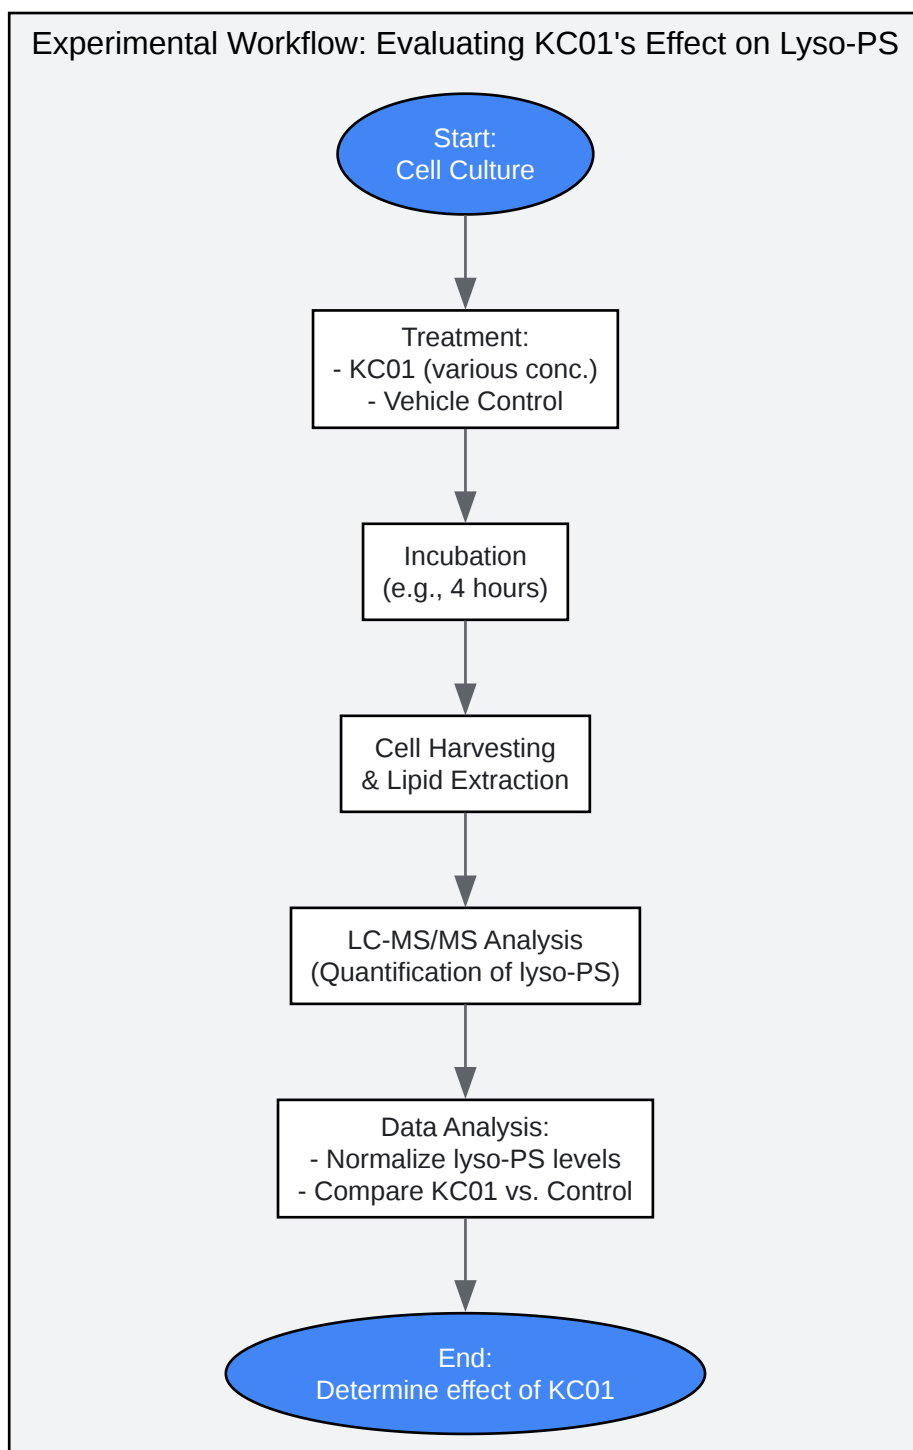 Experimental Workflow: Evaluating KC01's Effect on Lyso-PS
Start:
Cell Culture
Treatment:
- KC01 (various conc.)
- Vehicle Control
Incubation
(e.g., 4 hours)
Cell Harvesting
& Lipid Extraction
LC-MS/MS Analysis
(Quantification of lyso-PS)
Data Analysis:
- Normalize lyso-PS levels
- Compare KC01 vs. Control
End:
Determine effect of KC01